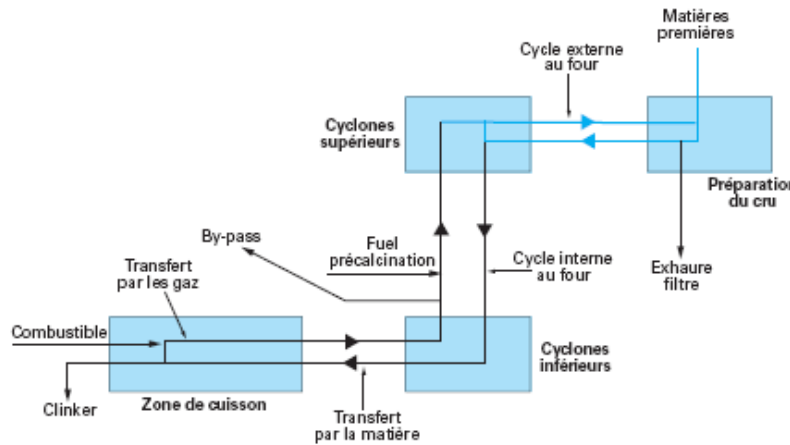 Matières
premières
Cycle externe
au four
Cyclones
supérieurs
Préparation
du cru
By-pass
Fuel
précalcination
Cycle interne
au four
Exhaure
filtre
Transfert
par les gaz
Combustible
Cyclones
inférieurs
Clinker
Zone de cuisson
Transfert
par la matière